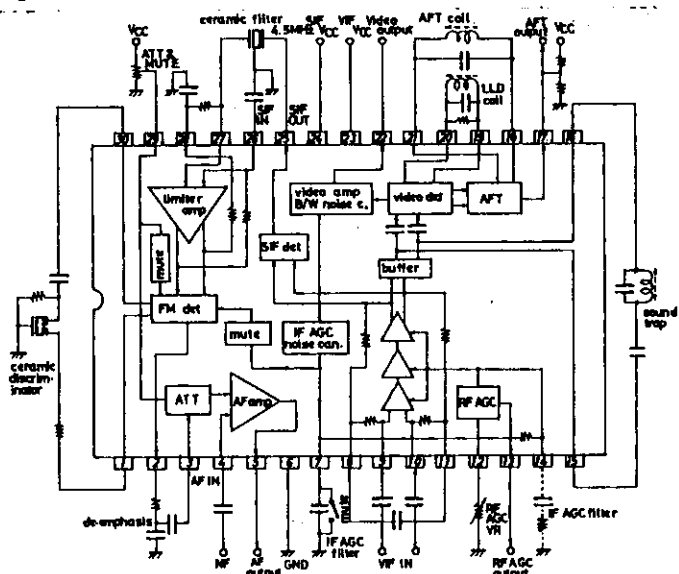 ceramic filter
4.5MHz
SIF
VCC
VIF
VCC
Video
output
AFT coil
AFT
output
VCC
VCC
ATT &
MUTE
SIF
IN
SIF
OUT
LLD
coil
30 29 28 27 26 25 24 23 22 21 20 19 18 17 16
limiter
amp
video amp
B/W noise c.
video det
AFT
mute
SIF det
buffer
FM det
mute
IF AGC
noise can.
ceramic
discrimi-
nator
sound
trap
ATT
AF amp
RF AGC
1 2 3 4 5 6 7 8 9 10 11 12 13 14 15
AF IN
de-emphasis
NF
AF
output
GND
IF AGC
filter
VIF IN
RF
AGC
VR
RF AGC
output
IF AGC filter